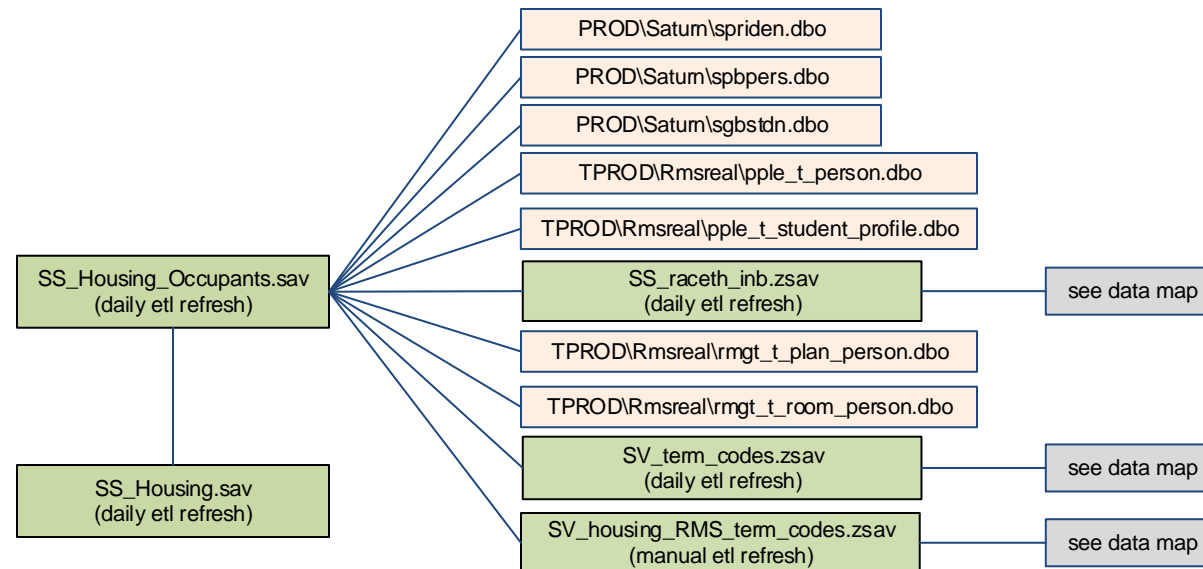 PROD\Saturn\spriden.dbo
PROD\Saturn\spbpers.dbo
PROD\Saturn\sgbstdn.dbo
TPROD\Rmsreal\pple_t_person.dbo
TPROD\Rmsreal\pple_t_student_profile.dbo
SS_Housing_Occupants.sav
(daily etl refresh)
SS_raceth_inb.zsav
(daily etl refresh)
see data map
TPROD\Rmsreal\rmgt_t_plan_person.dbo
TPROD\Rmsreal\rmgt_t_room_person.dbo
SV_term_codes.zsav
(daily etl refresh)
see data map
SS_Housing.sav
(daily etl refresh)
SV_housing_RMS_term_codes.zsav
(manual etl refresh)
see data map